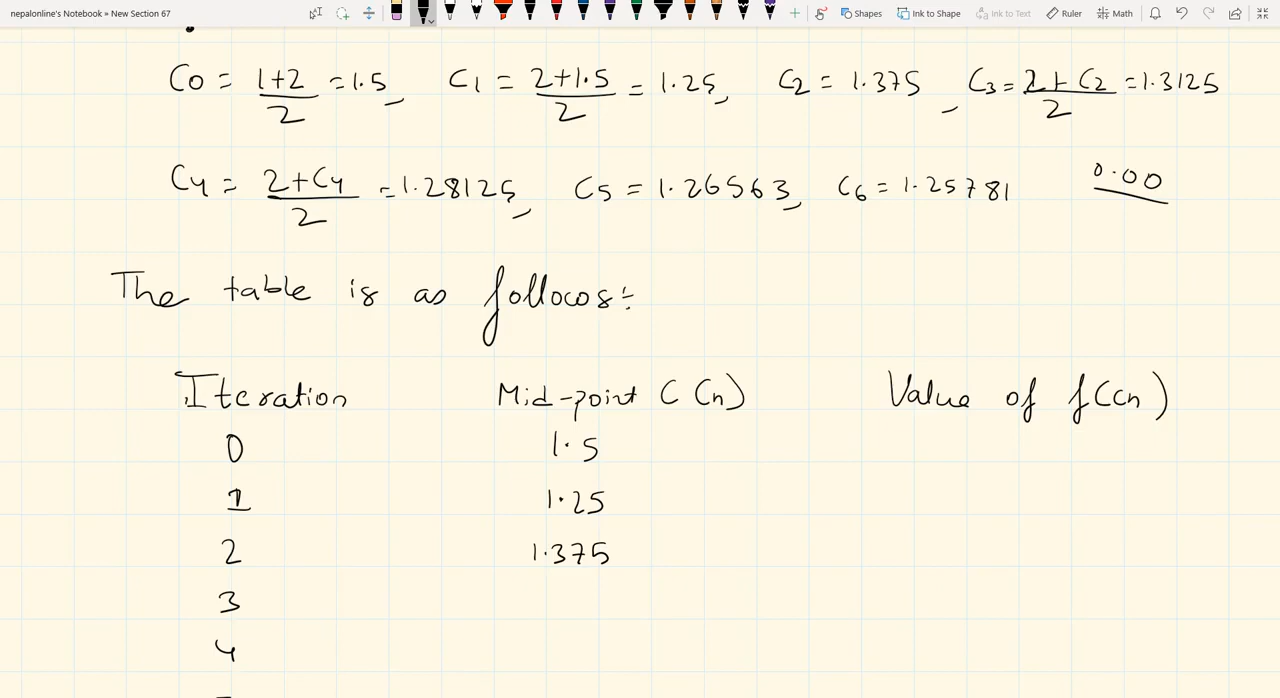 nepalonline's Notebook » New Section 67
Shapes Ink to Shape Ink to Text Ruler Math
C0 = 1+2/2 = 1.5, C1 = 2+1.5/2 = 1.25, C2 = 1.375, C3 = 2+C2/2 = 1.3125
C4 = 2+C4/2 = 1.28125, C5 = 1.26563, C6 = 1.25781 0.00
The table is as follocos:
Iteration Mid-point C (n) Value of f(cn)
0 1.5
1 1.25
2 1.375
3
4